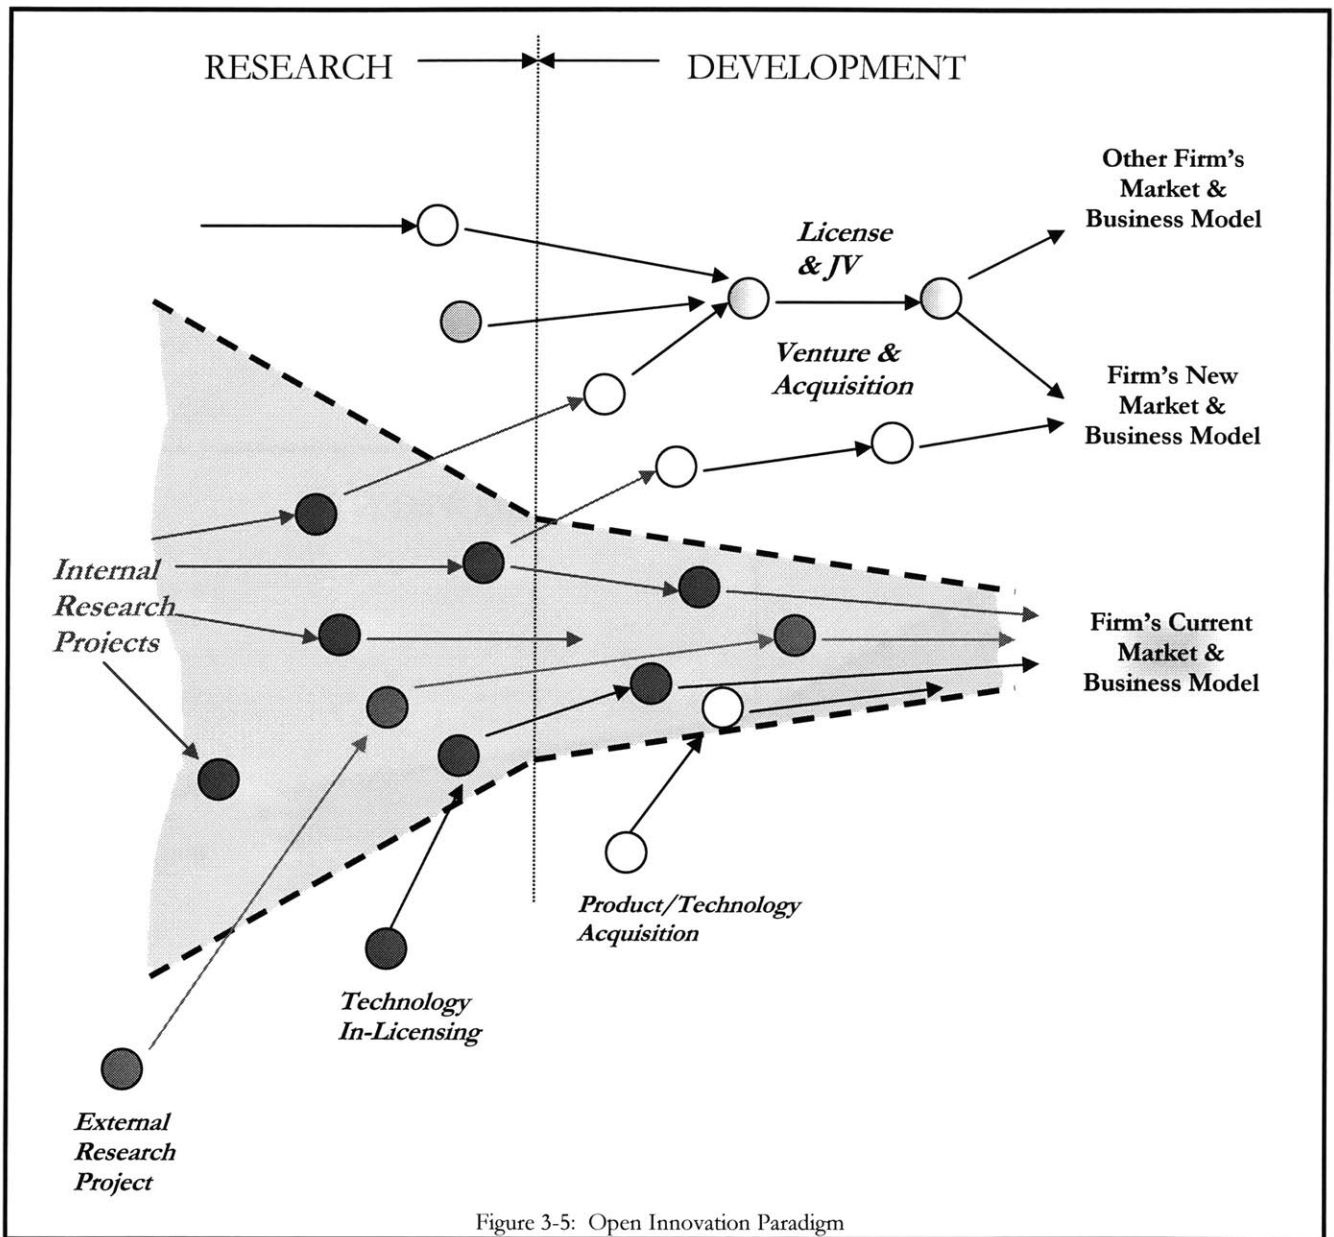 RESEARCH
DEVELOPMENT
Other Firm's
Market &
Business Model
License
& JV
Venture &
Acquisition
Firm's New
Market &
Business Model
Internal
Research
Projects
Firm's Current
Market &
Business Model
Product/Technology
Acquisition
Technology
In-Licensing
External
Research
Project
Figure 3-5: Open Innovation Paradigm